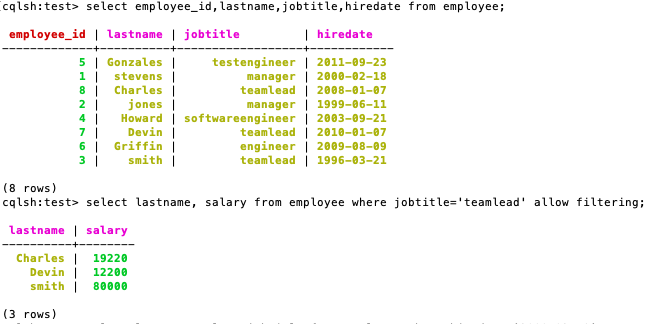 cqlsh:test> select employee_id,lastname,jobtitle,hiredate from employee;
employee_id | lastname | jobtitle | hiredate
-------------+----------+------------------+------------
5 | Gonzales | testengineer | 2011-09-23
1 | stevens | manager | 2000-02-18
8 | Charles | teamlead | 2008-01-07
2 | jones | manager | 1999-06-11
4 | Howard | softwareengineer | 2003-09-21
7 | Devin | teamlead | 2010-01-07
6 | Griffin | engineer | 2009-08-09
3 | smith | teamlead | 1996-03-21
(8 rows)
cqlsh:test> select lastname, salary from employee where jobtitle='teamlead' allow filtering;
lastname | salary
----------+--------
Charles | 19220
Devin | 12200
smith | 80000
(3 rows)